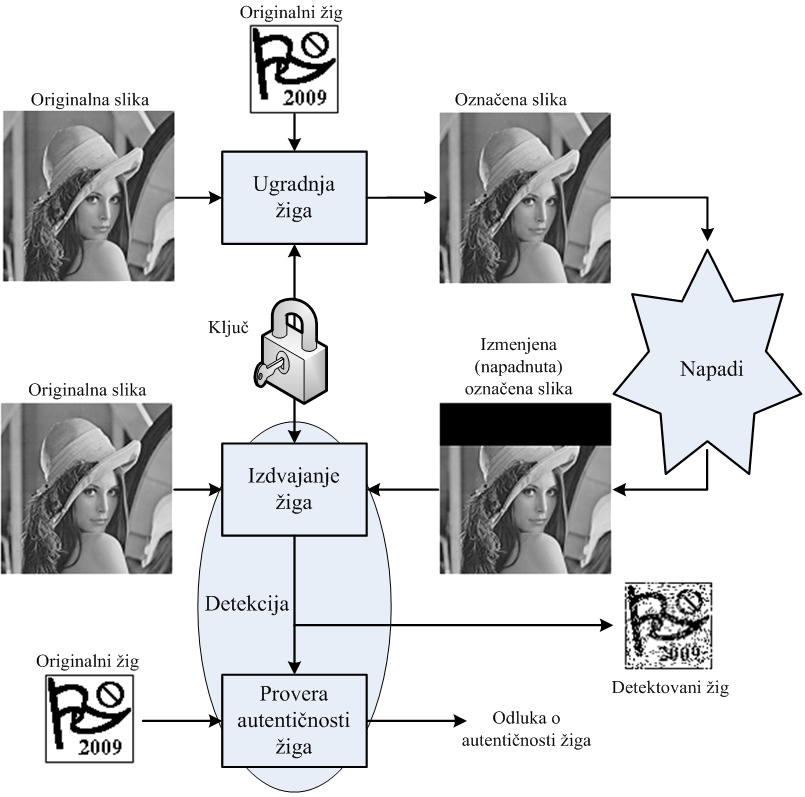 Originalni žig
2009
Originalna slika
Označena slika
Ugradnja
žiga
Ključ
Napadi
Izmenjena
(napadnuta)
označena slika
Originalna slika
Izdvajanje
žiga
Detekcija
2009
Detektovani žig
Originalni žig
2009
Provera
autentičnosti
žiga
Odluka o
autentičnosti žiga